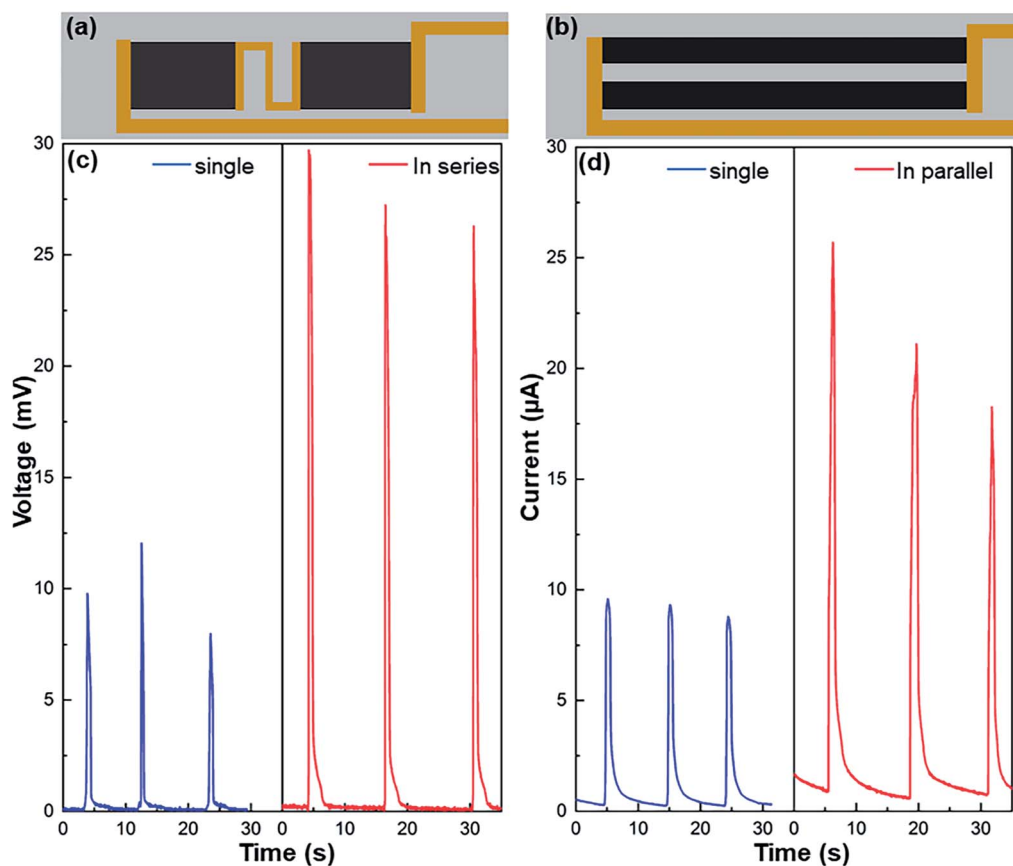 (a)
(b)
(c)
single
In series
30
25
20
15
10
5
0
Voltage (mV)
0 10 20 30 0 10 20 30
Time (s)
(d)
single
In parallel
30
25
20
15
10
5
0
Current (µA)
0 10 20 30 0 10 20 30
Time (s)